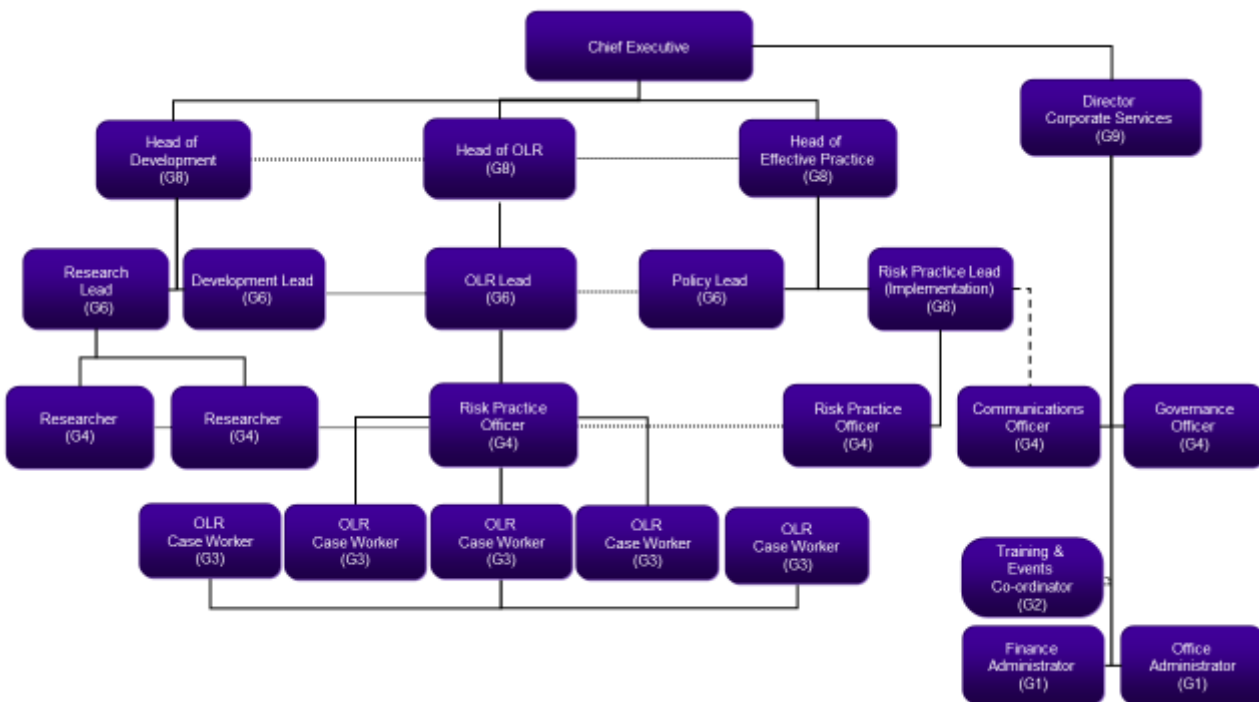 Chief Executive
Director
Corporate Services
(G9)
Head of
Development
(G8)
Head of OLR
(G8)
Head of
Effective Practice
(G8)
Research
Lead
(G6)
Development Lead
(G6)
OLR Lead
(G6)
Policy Lead
(G6)
Risk Practice Lead
(Implementation)
(G6)
Researcher
(G4)
Researcher
(G4)
Risk Practice
Officer
(G4)
Risk Practice
Officer
(G4)
Communications
Officer
(G4)
Governance
Officer
(G4)
OLR
Case Worker
(G3)
OLR
Case Worker
(G3)
OLR
Case Worker
(G3)
OLR
Case Worker
(G3)
OLR
Case Worker
(G3)
Training &
Events
Co-ordinator
(G2)
Finance
Administrator
(G1)
Office
Administrator
(G1)